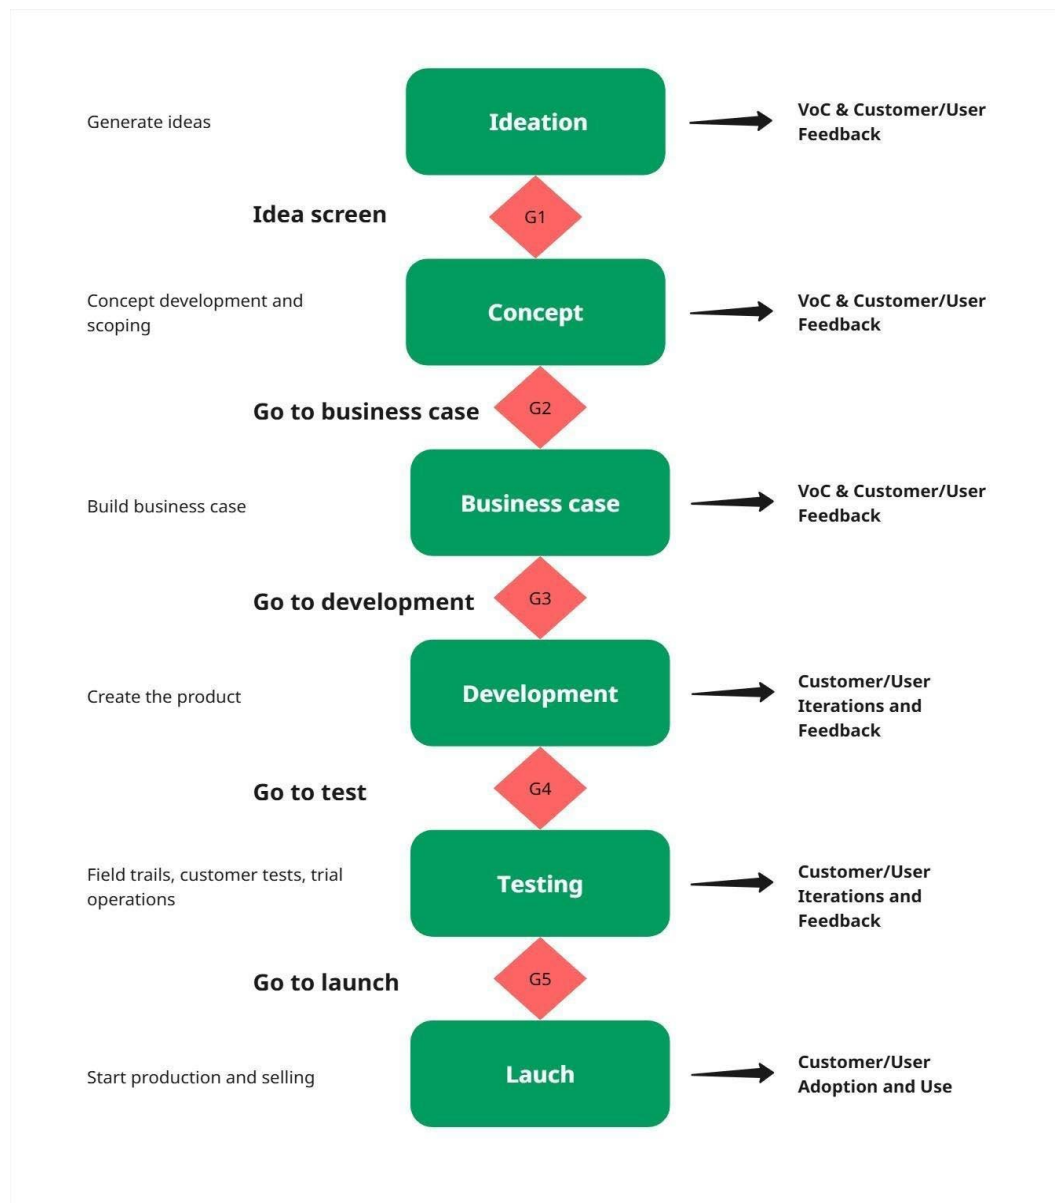 Generate ideas
Ideation
VoC & Customer/User
Feedback
Idea screen
G1
Concept development and
scoping
Concept
VoC & Customer/User
Feedback
Go to business case
G2
Build business case
Business case
VoC & Customer/User
Feedback
Go to development
G3
Create the product
Development
Customer/User
Iterations and
Feedback
Go to test
G4
Field trails, customer tests, trial
operations
Testing
Customer/User
Iterations and
Feedback
Go to launch
G5
Start production and selling
Lauch
Customer/User
Adoption and Use